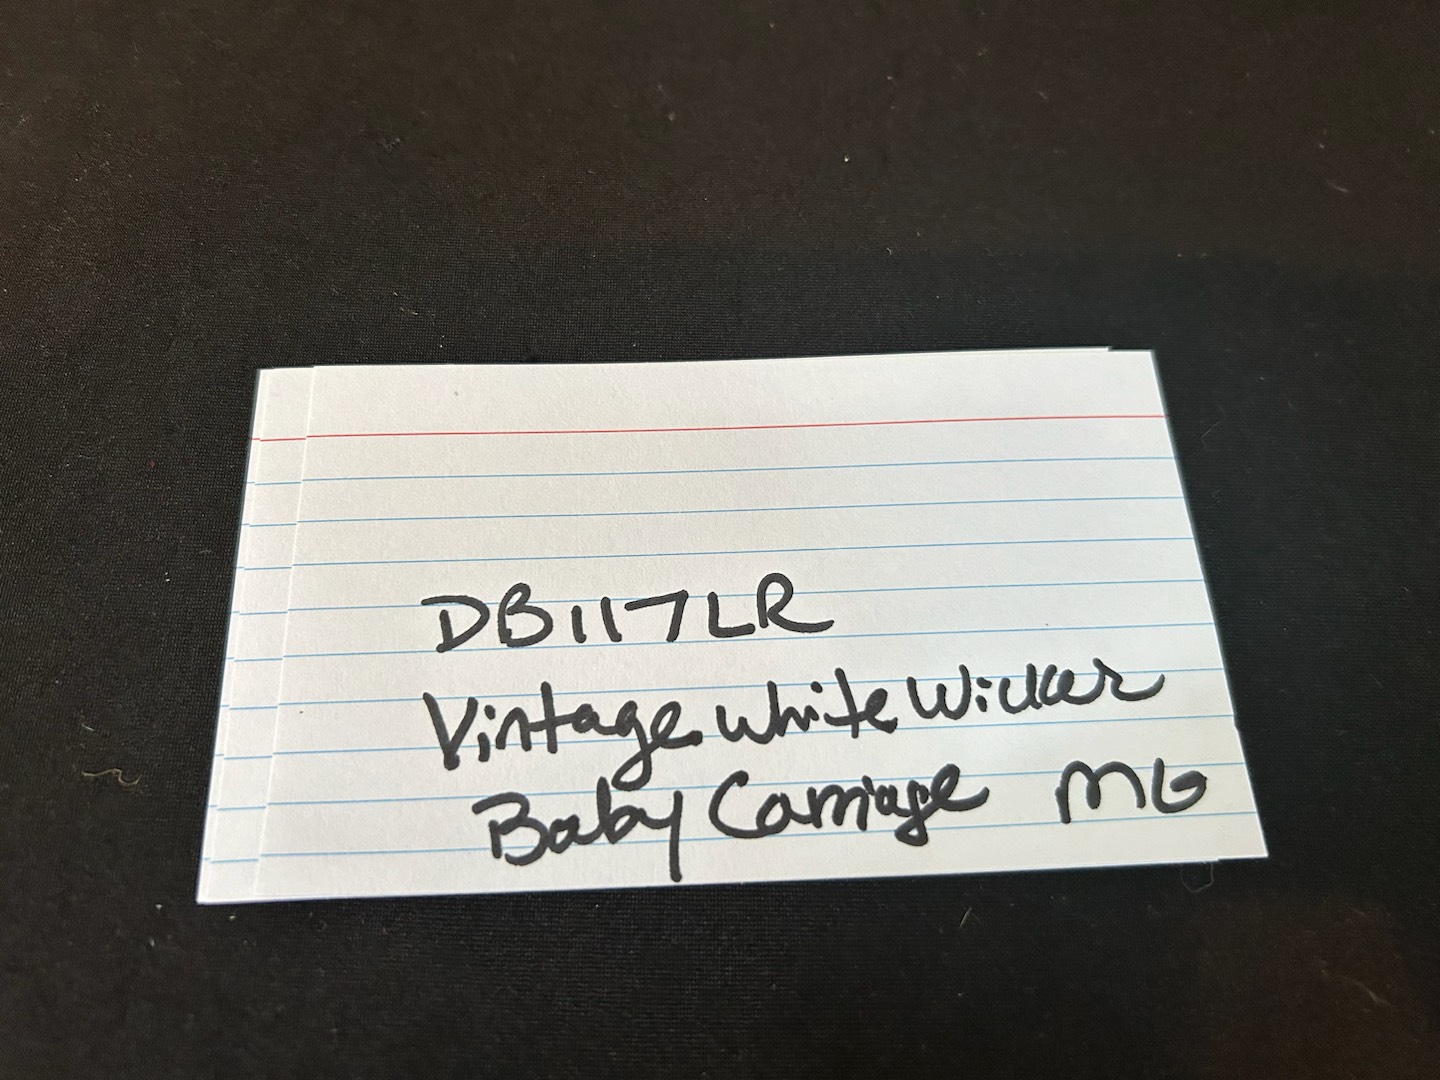 DB117LR
Vintage white Wicker
Baby Carriage MG